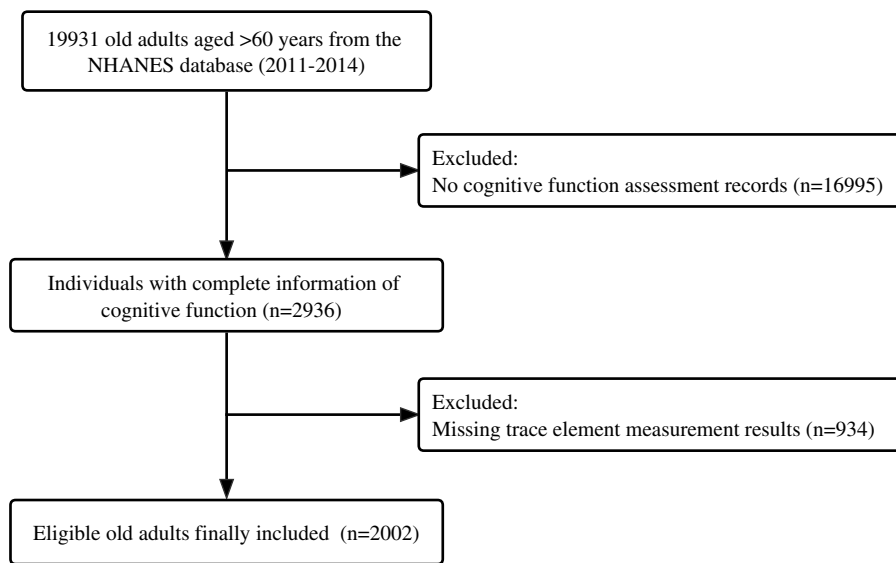 19931 old adults aged >60 years from the
NHANES database (2011-2014)
Excluded:
No cognitive function assessment records (n=16995)
Individuals with complete information of
cognitive function (n=2936)
Excluded:
Missing trace element measurement results (n=934)
Eligible old adults finally included (n=2002)